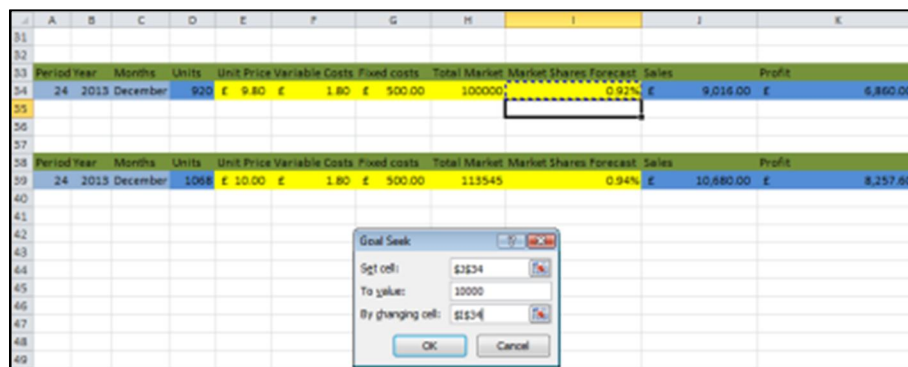 A B C D E F G H I J K
31
32
33 Period Year Months Units Unit Price Variable Costs Fixed costs Total Market Market Shares Forecast Sales Profit
34 24 2013 December 920 £ 9.80 £ 1.80 £ 500.00 100000 0.92% £ 9,016.00 £ 6,860.00
35
36
37
38 Period Year Months Units Unit Price Variable Costs Fixed costs Total Market Market Shares Forecast Sales Profit
39 24 2013 December 1068 £ 10.00 £ 1.80 £ 500.00 113545 0.94% £ 10,680.00 £ 8,257.60
40
41
42
43
44
45
46
47
48
49
Goal Seek
Set cell: $J$34
To value: 10000
By changing cell: $I$34
OK Cancel